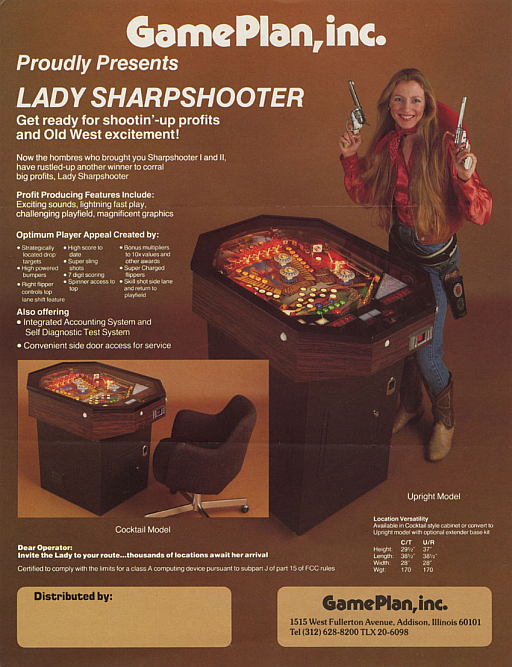 GamePlan, inc.
Proudly Presents
LADY SHARPSHOOTER
Get ready for shootin'-up profits
and Old West excitement!
Now the hombres who brought you Sharpshooter I and II,
have rustled-up another winner to corral
big profits, Lady Sharpshooter
Profit Producing Features Include:
Exciting sounds, lightning fast play,
challenging playfield, magnificent graphics
Optimum Player Appeal Created by:
• Strategically
located drop
targets
• High powered
bumpers
• Right flipper
controls top
lane shift feature
• High score to
date
• Super sling
shots
• 7 digit scoring
• Spinner access to
top
• Bonus multipliers
to 10x values and
other awards
• Super Charged
flippers
• Skill shot side lane
and return to
playfield
Also offering
• Integrated Accounting System and
Self Diagnostic Test System
• Convenient side door access for service
Cocktail Model
Upright Model
Location Versatility
Available in Cocktail style cabinet or convert to
Upright model with optional extender base kit
C/T U/R
Height: 29½" 37"
Length: 38½" 38½"
Width: 28" 28"
Wgt: 170 170
Dear Operator:
Invite the Lady to your route...thousands of locations await her arrival
Certified to comply with the limits for a class A computing device pursuant to subpart J of part 15 of FCC rules
Distributed by:
GamePlan, inc.
1515 West Fullerton Avenue, Addison, Illinois 60101
Tel (312) 628-8200 TLX 20-6098